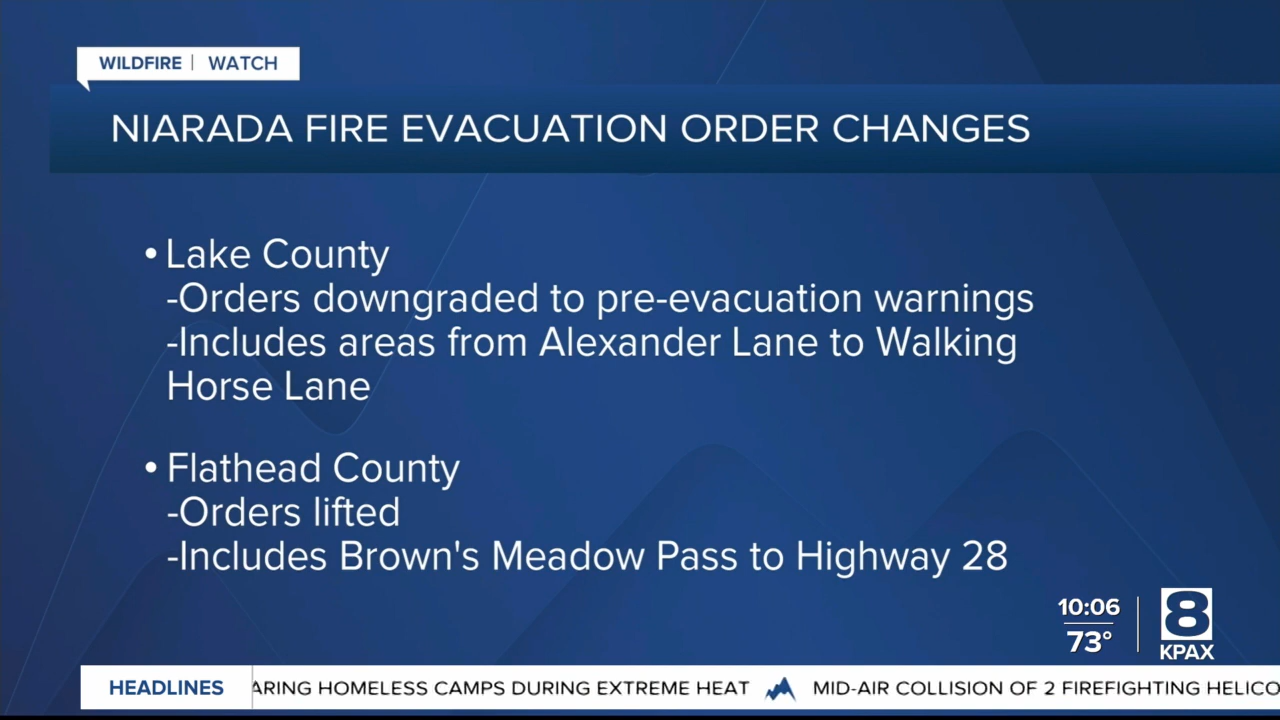 WILDFIRE | WATCH
NIARADA FIRE EVACUATION ORDER CHANGES
• Lake County
-Orders downgraded to pre-evacuation warnings
-Includes areas from Alexander Lane to Walking
Horse Lane
• Flathead County
-Orders lifted
-Includes Brown's Meadow Pass to Highway 28
10:06
73°
8
KPAX
HEADLINES
HOMELESS CAMPS DURING EXTREME HEAT
MID-AIR COLLISION OF 2 FIREFIGHTING